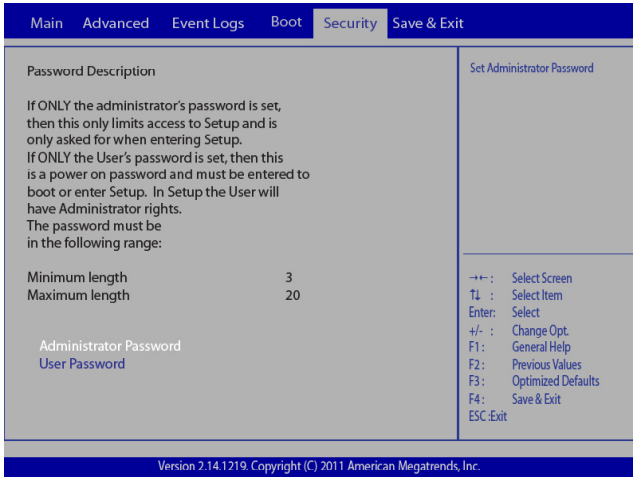 Main Advanced Event Logs Boot Security Save & Exit
Password Description
If ONLY the administrator's password is set,
then this only limits access to Setup and is
only asked for when entering Setup.
If ONLY the User's password is set, then this
is a power on password and must be entered to
boot or enter Setup. In Setup the User will
have Administrator rights.
The password must be
in the following range:
Minimum length 3
Maximum length 20
Administrator Password
User Password
Set Administrator Password
→←: Select Screen
↑↓ : Select Item
Enter: Select
+/- : Change Opt.
F1: General Help
F2: Previous Values
F3: Optimized Defaults
F4: Save & Exit
ESC :Exit
Version 2.14.1219. Copyright (C) 2011 American Megatrends, Inc.